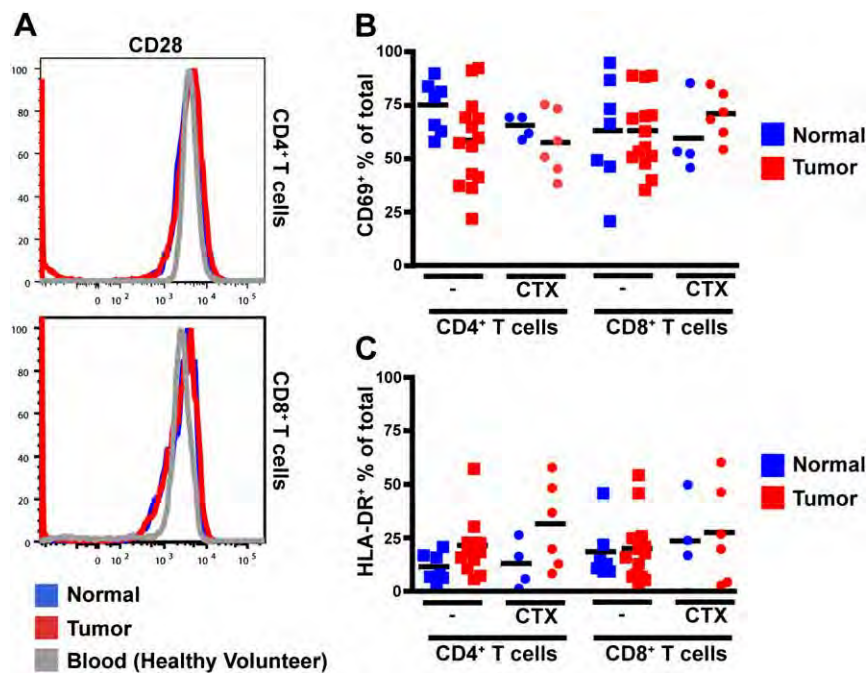 A
CD28
100
80
60
40
20
0
0 10² 10³ 10⁴ 10⁵
CD4⁺ T cells
100
80
60
40
20
0
0 10² 10³ 10⁴ 10⁵
CD8⁺ T cells
Normal
Tumor
Blood (Healthy Volunteer)
B
CD69⁺ % of total
100
75
50
25
0
- CTX - CTX
CD4⁺ T cells CD8⁺ T cells
Normal
Tumor
C
HLA-DR⁺ % of total
100
75
50
25
0
- CTX - CTX
CD4⁺ T cells CD8⁺ T cells
Normal
Tumor